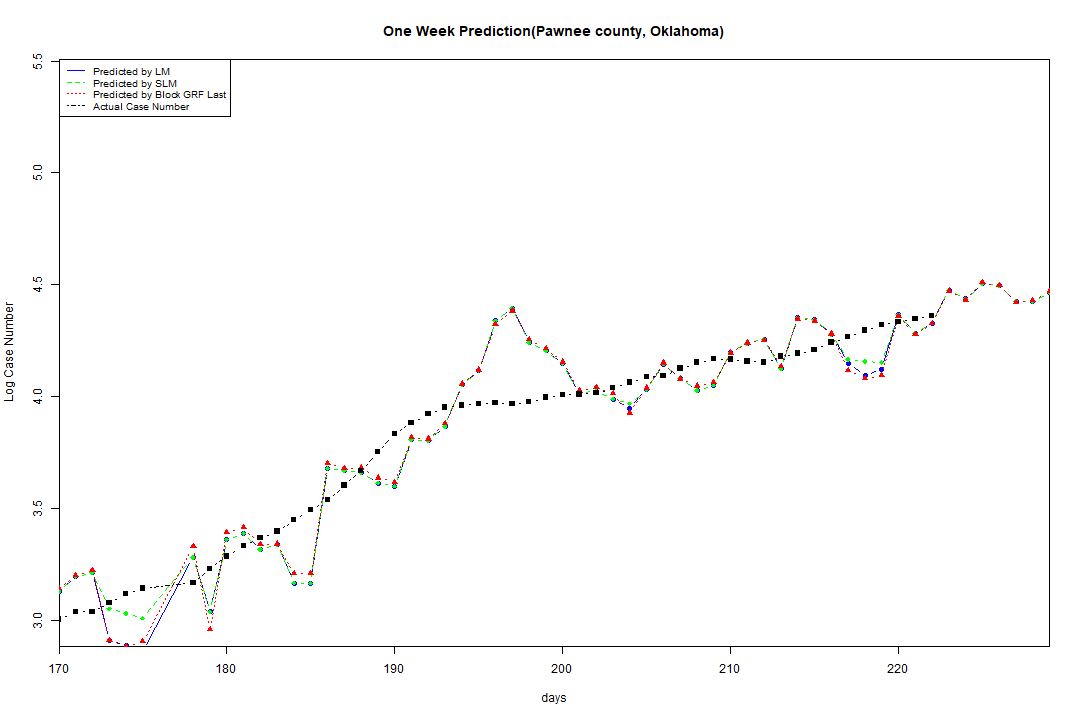 One Week Prediction(Pawnee county, Oklahoma)
Predicted by LM
Predicted by SLM
Predicted by Block GRF Last
Actual Case Number
5.5
5.0
4.5
4.0
3.5
3.0
Log Case Number
170 180 190 200 210 220
days